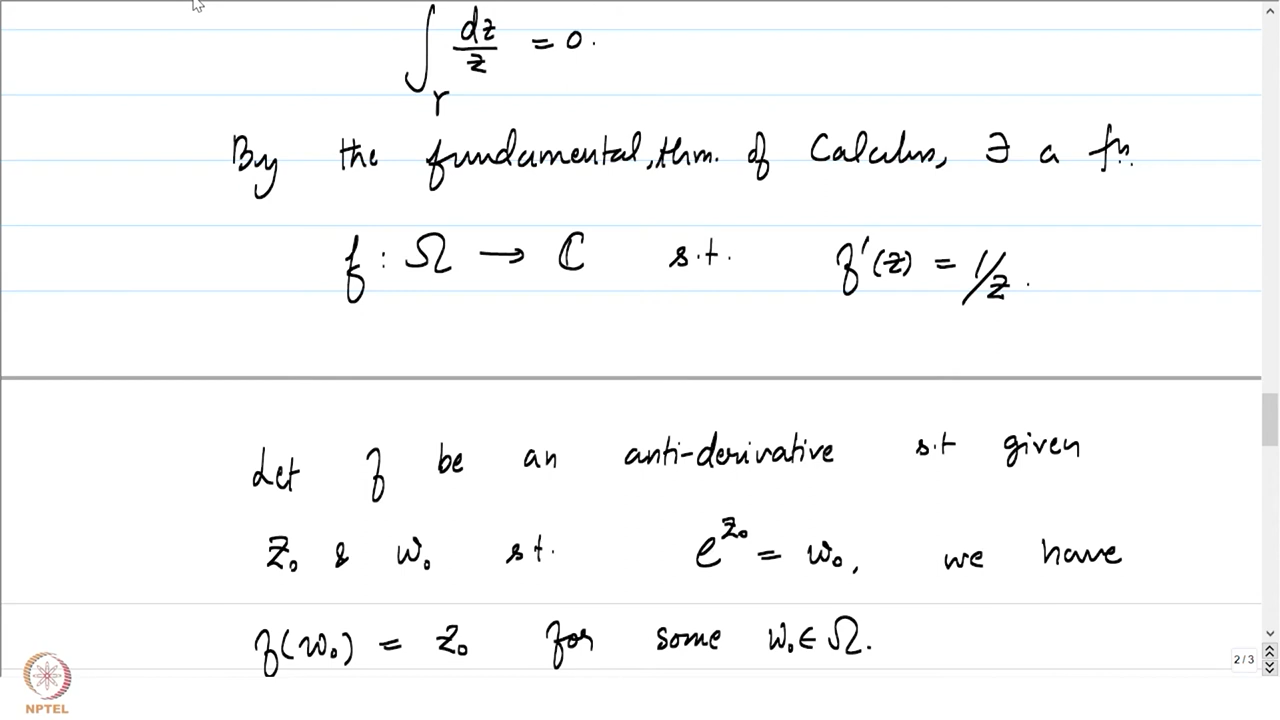 ∫_γ dz/z = 0.
By the fundamental thm. of Calculus, ∃ a fn.
f : Ω → ℂ s.t. f'(z) = 1/z.
Let f be an anti-derivative s.t given
z₀ & w₀ st. e^{z₀} = w₀, we have
f(w₀) = z₀ for some w₀ ∈ Ω.
2 / 3
NPTEL